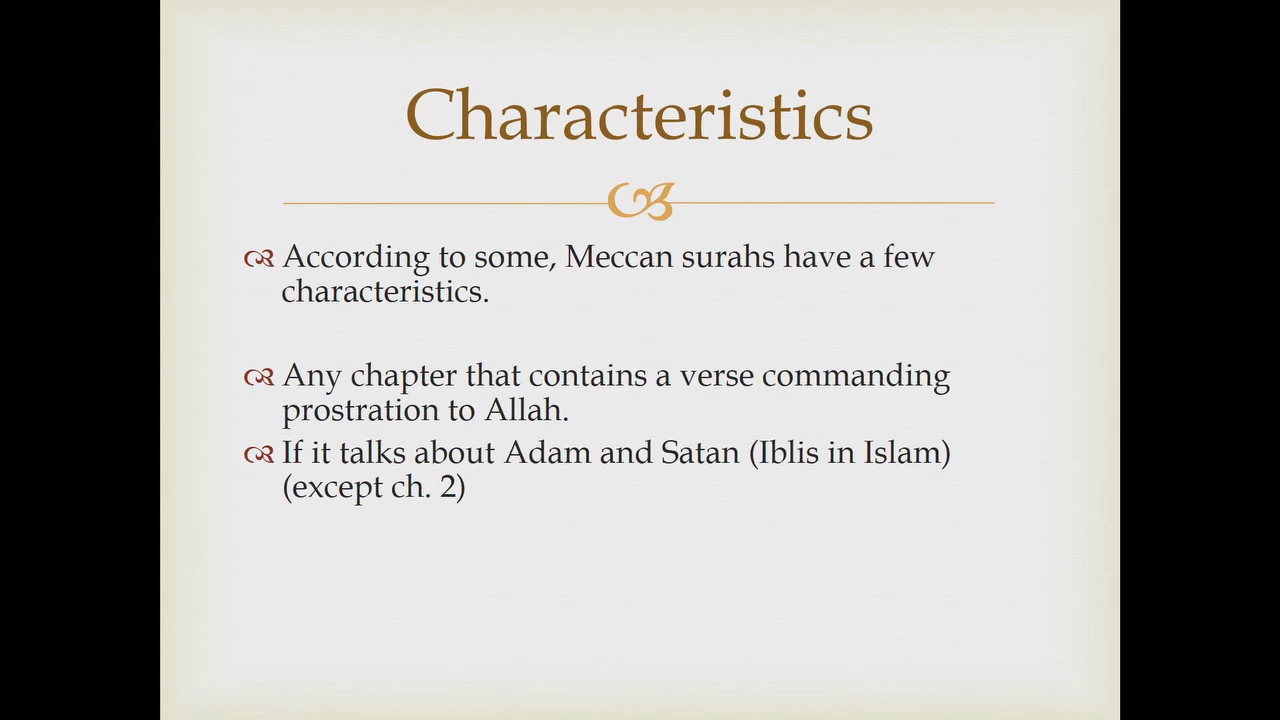 Characteristics
According to some, Meccan surahs have a few
characteristics.
Any chapter that contains a verse commanding
prostration to Allah.
If it talks about Adam and Satan (Iblis in Islam)
(except ch. 2)